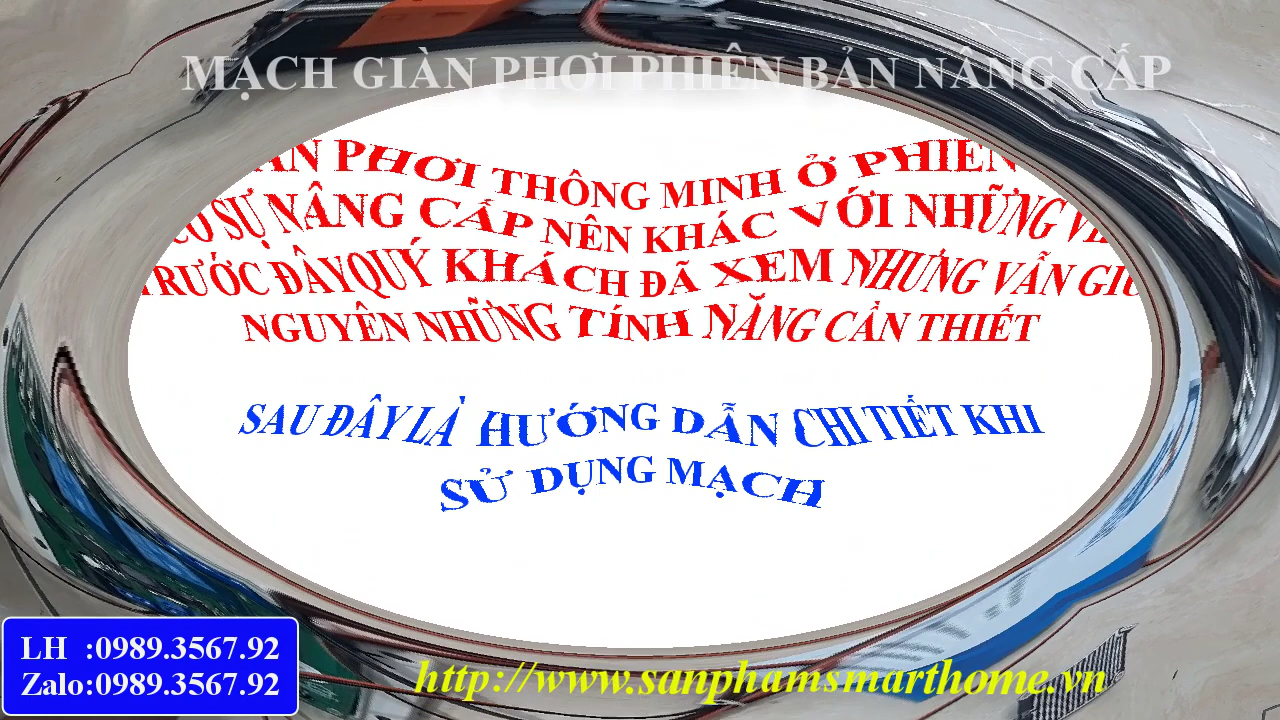 MẠCH GIÀN PHƠI PHIÊN BẢN NÂNG CẤP
PHƠI THÔNG MINH Ở PHIÊN
SỰ NÂNG CẤP NÊN KHÁC VỚI NHỮNG
TRƯỚC ĐÂYQUÝ KHÁCH ĐÃ XEM NHƯNG VẪN
NGUYÊN NHỮNG TÍNH NĂNG CẦN THIẾT
SAU ĐÂY LÀ HƯỚNG DẪN CHI TIẾT KHI
SỬ DỤNG MẠCH
LH :0989.3567.92
Zalo:0989.3567.92
http://www.sanphamsmarthome.vn